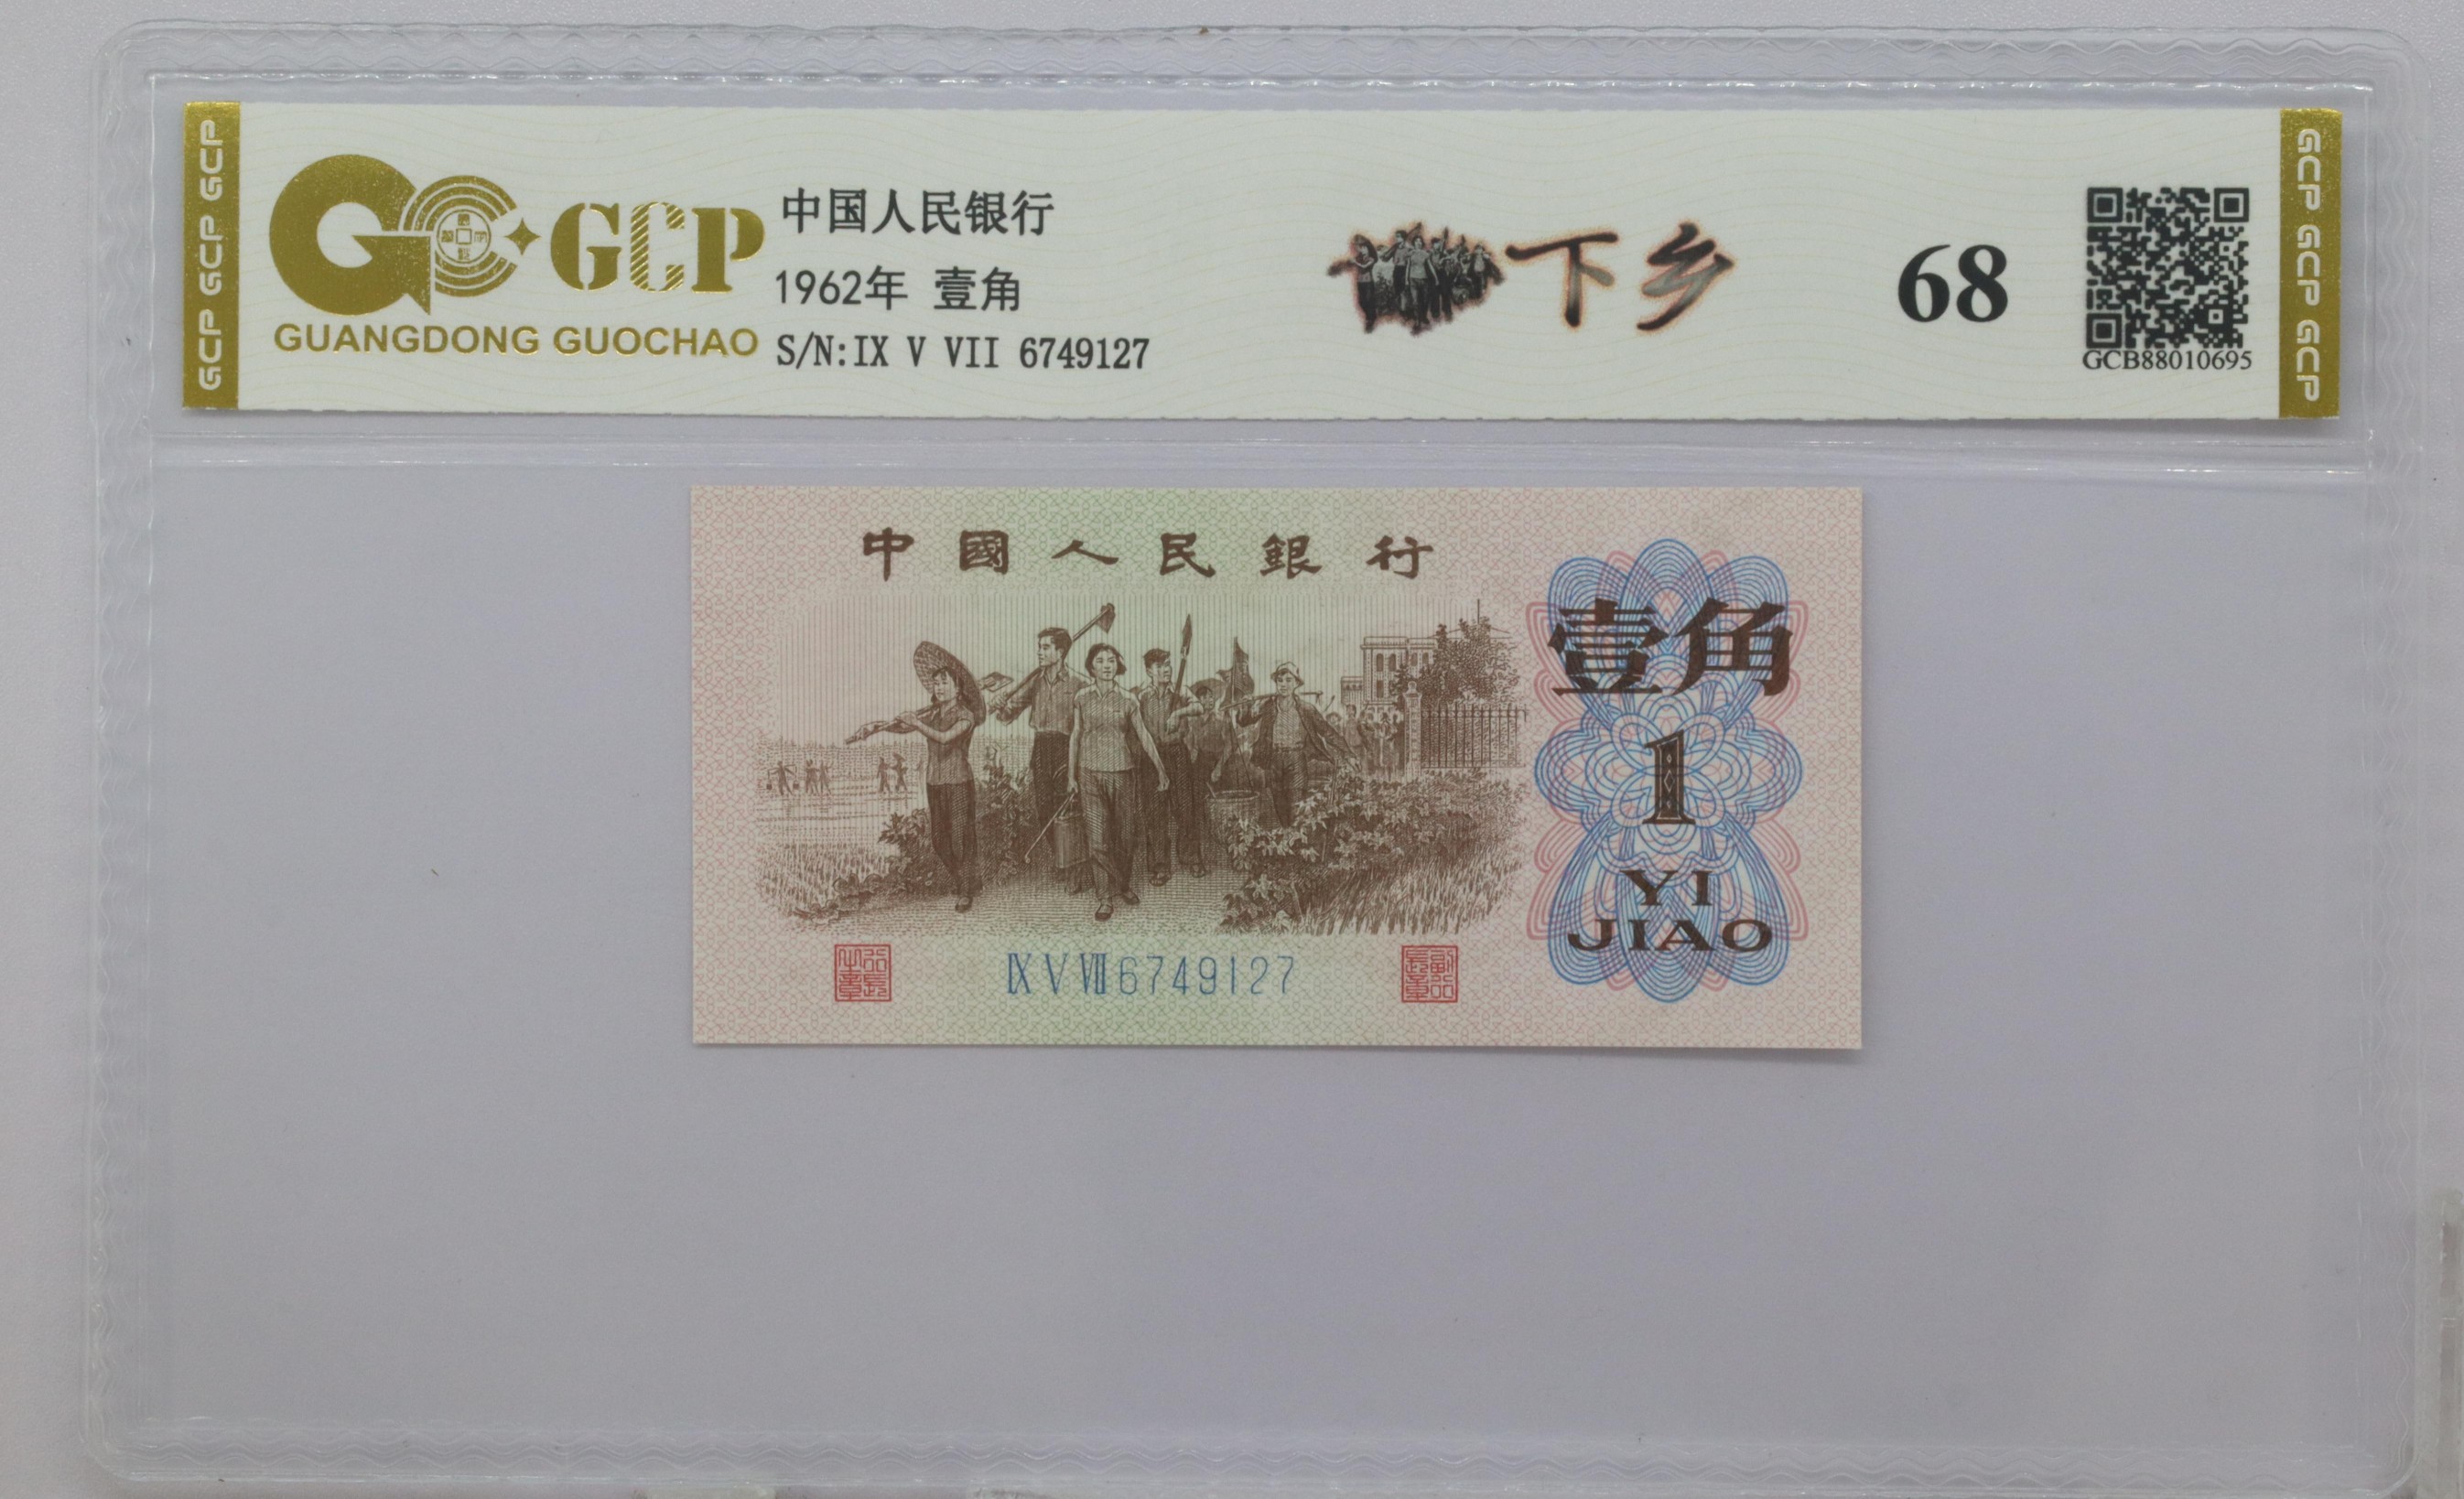 GCP GCP GCP
GCP
GUANGDONG GUOCHAO
中国人民银行
1962年 壹角
S/N:IX V VII 6749127
下乡
68
GCB88010695
GCP GCP GCP
中國人民銀行
壹角
1
YI
JIAO
ⅨⅤⅦ6749127